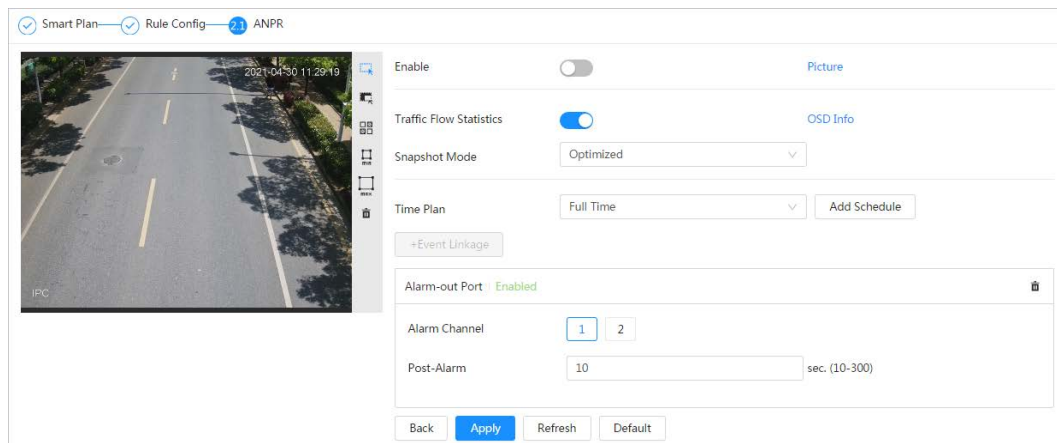 Smart Plan Rule Config 2.1 ANPR
2021-04-30 11:29:19
IPC
min
max
Enable Picture
Traffic Flow Statistics OSD Info
Snapshot Mode Optimized
Time Plan Full Time Add Schedule
+Event Linkage
Alarm-out Port Enabled
Alarm Channel 1 2
Post-Alarm 10 sec. (10-300)
Back Apply Refresh Default